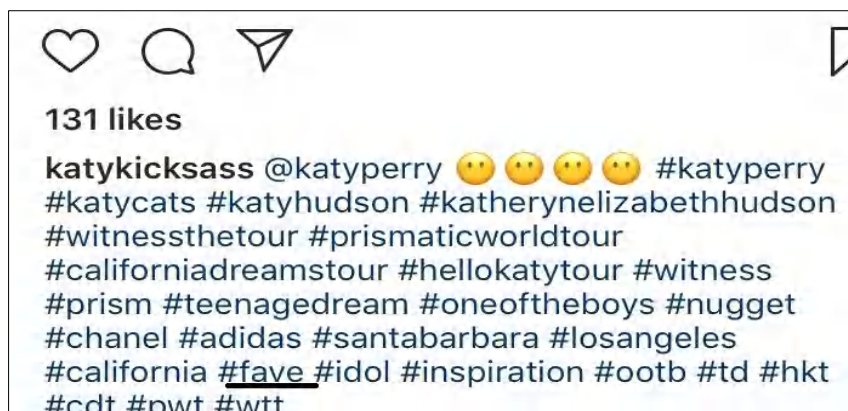 131 likes
katykicksass @katyperry 😶😶😶😶 #katyperry
#katycats #katyhudson #katherynelizabethhudson
#witnessthetour #prismaticworldtour
#californiadreamstour #hellokatytour #witness
#prism #teenagedream #oneoftheboys #nugget
#chanel #adidas #santabarbara #losangeles
#california #fave #idol #inspiration #ootb #td #hkt
#cdt #pwt #wtt